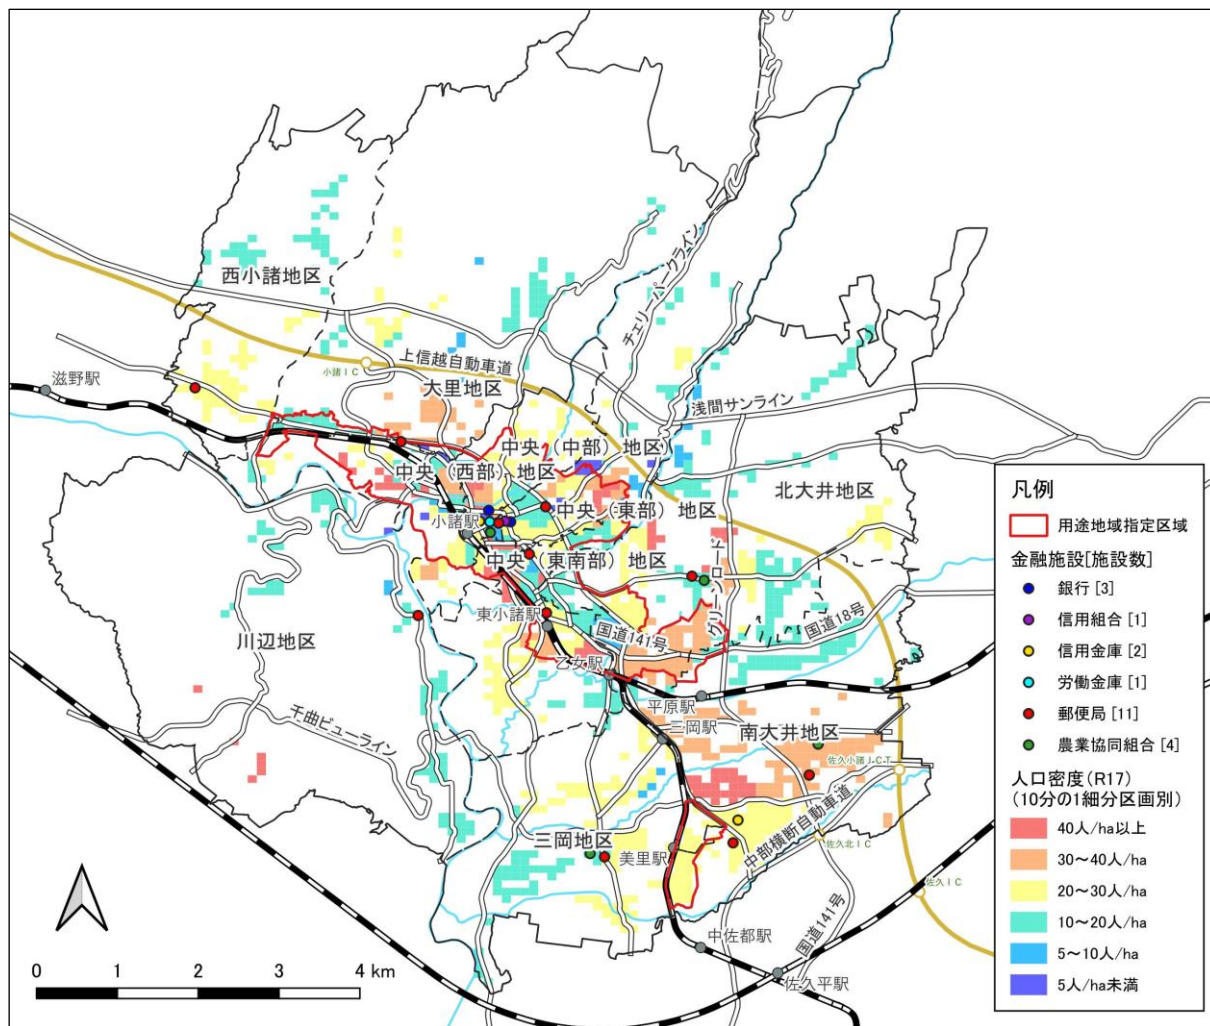 西小諸地区
チェリーパークライン
上信越自動車道
小諸IC
大里地区
滋野駅
浅間サンライン
中央（中部）地区
中央（西部）地区
北大井地区
小諸駅
中央（東部）地区
中央（東南部）地区
グリーンロード
東小諸駅
国道141号
国道18号
川辺地区
乙女駅
平原駅
三岡駅
千曲ビューライン
南大井地区
佐久小諸JCT
中部横断自動車道
三岡地区
美里駅
佐久北IC
佐久IC
中佐都駅
国道141号
佐久平駅
0 1 2 3 4 km
凡例
用途地域指定区域
金融施設[施設数]
銀行 [3]
信用組合 [1]
信用金庫 [2]
労働金庫 [1]
郵便局 [11]
農業協同組合 [4]
人口密度(R17)
(10分の1細分区画別)
40人/ha以上
30～40人/ha
20～30人/ha
10～20人/ha
5～10人/ha
5人/ha未満